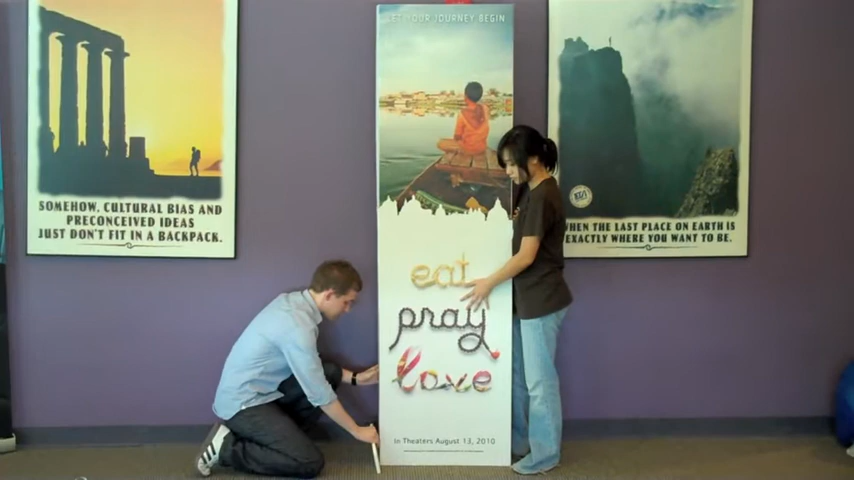 SOMEHOW, CULTURAL BIAS AND
PRECONCEIVED IDEAS
JUST DON'T FIT IN A BACKPACK.
LET YOUR JOURNEY BEGIN
eat
pray
love
In Theaters August 13, 2010
WHEN THE LAST PLACE ON EARTH IS
EXACTLY WHERE YOU WANT TO BE.